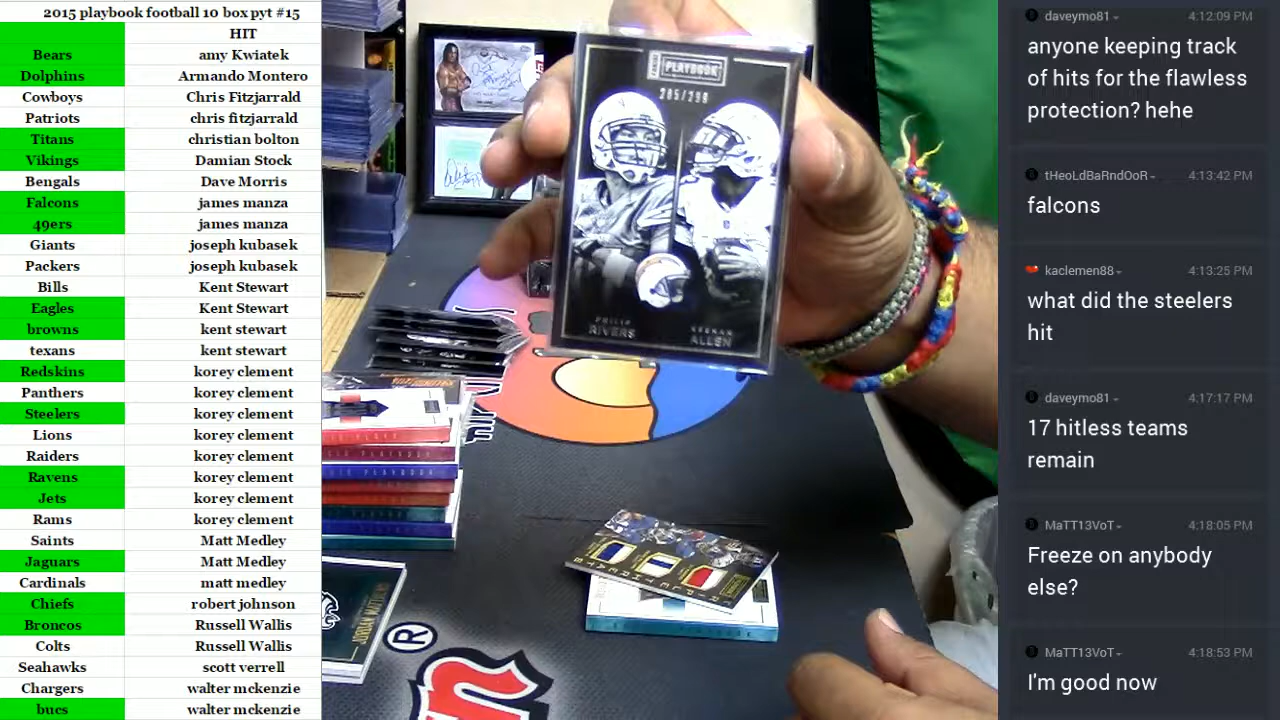 2015 playbook football 10 box pyt #15
HIT
Bears amy Kwiatek
Dolphins Armando Montero
Cowboys Chris Fitzjarrald
Patriots chris fitzjarrald
Titans christian bolton
Vikings Damian Stock
Bengals Dave Morris
Falcons james manza
49ers james manza
Giants joseph kubasek
Packers joseph kubasek
Bills Kent Stewart
Eagles Kent Stewart
browns kent stewart
texans kent stewart
Redskins korey clement
Panthers korey clement
Steelers korey clement
Lions korey clement
Raiders korey clement
Ravens korey clement
Jets korey clement
Rams korey clement
Saints Matt Medley
Jaguars Matt Medley
Cardinals matt medley
Chiefs robert johnson
Broncos Russell Wallis
Colts Russell Wallis
Seahawks scott verrell
Chargers walter mckenzie
bucs walter mckenzie
PANINI PLAYBOOK
285/299
PHILIP
RIVERS
KEENAN
ALLEN
JORDAN MATTHEWS
®
daveymo81 4:12:09 PM
anyone keeping track
of hits for the flawless
protection? hehe
tHeoLdBaRndOoR 4:13:42 PM
falcons
kaclemen88 4:13:25 PM
what did the steelers
hit
daveymo81 4:17:17 PM
17 hitless teams
remain
MaTT13VoT 4:18:05 PM
Freeze on anybody
else?
MaTT13VoT 4:18:53 PM
I'm good now